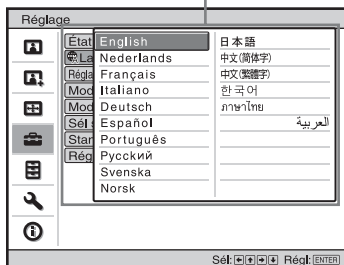 Réglage
État
La
Régla
Mod
Mod
Sél s
Star
Rég
English
Nederlands
Français
Italiano
Deutsch
Español
Português
Русский
Svenska
Norsk
日本語
中文(简体字)
中文(繁體字)
한국어
ภาษาไทย
العربية
Sél: Régl: ENTER